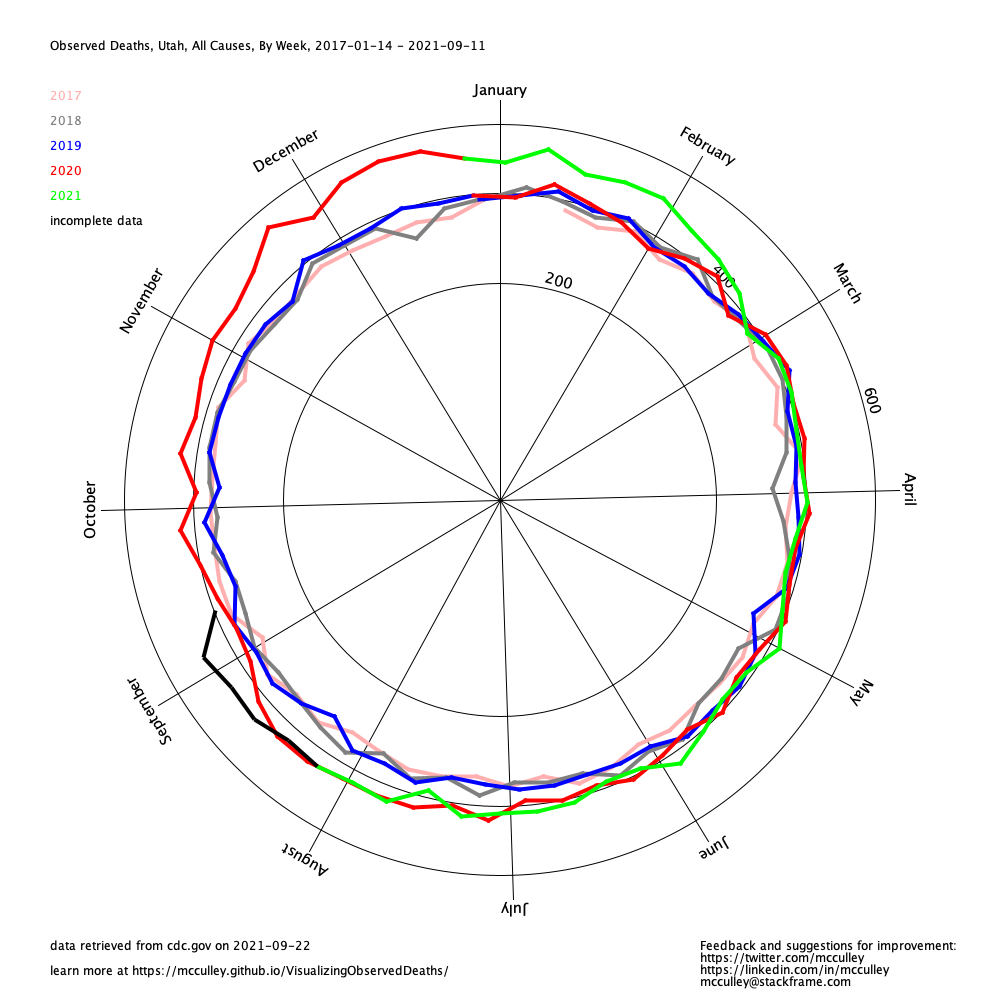 Observed Deaths, Utah, All Causes, By Week, 2017-01-14 - 2021-09-11
January
2017
2018
2019
2020
2021
incomplete data
December
February
November
March
200
400
600
October
April
September
May
August
June
July
data retrieved from cdc.gov on 2021-09-22
learn more at https://mcculley.github.io/VisualizingObservedDeaths/
Feedback and suggestions for improvement:
https://twitter.com/mcculley
https://linkedin.com/in/mcculley
mcculley@stackframe.com